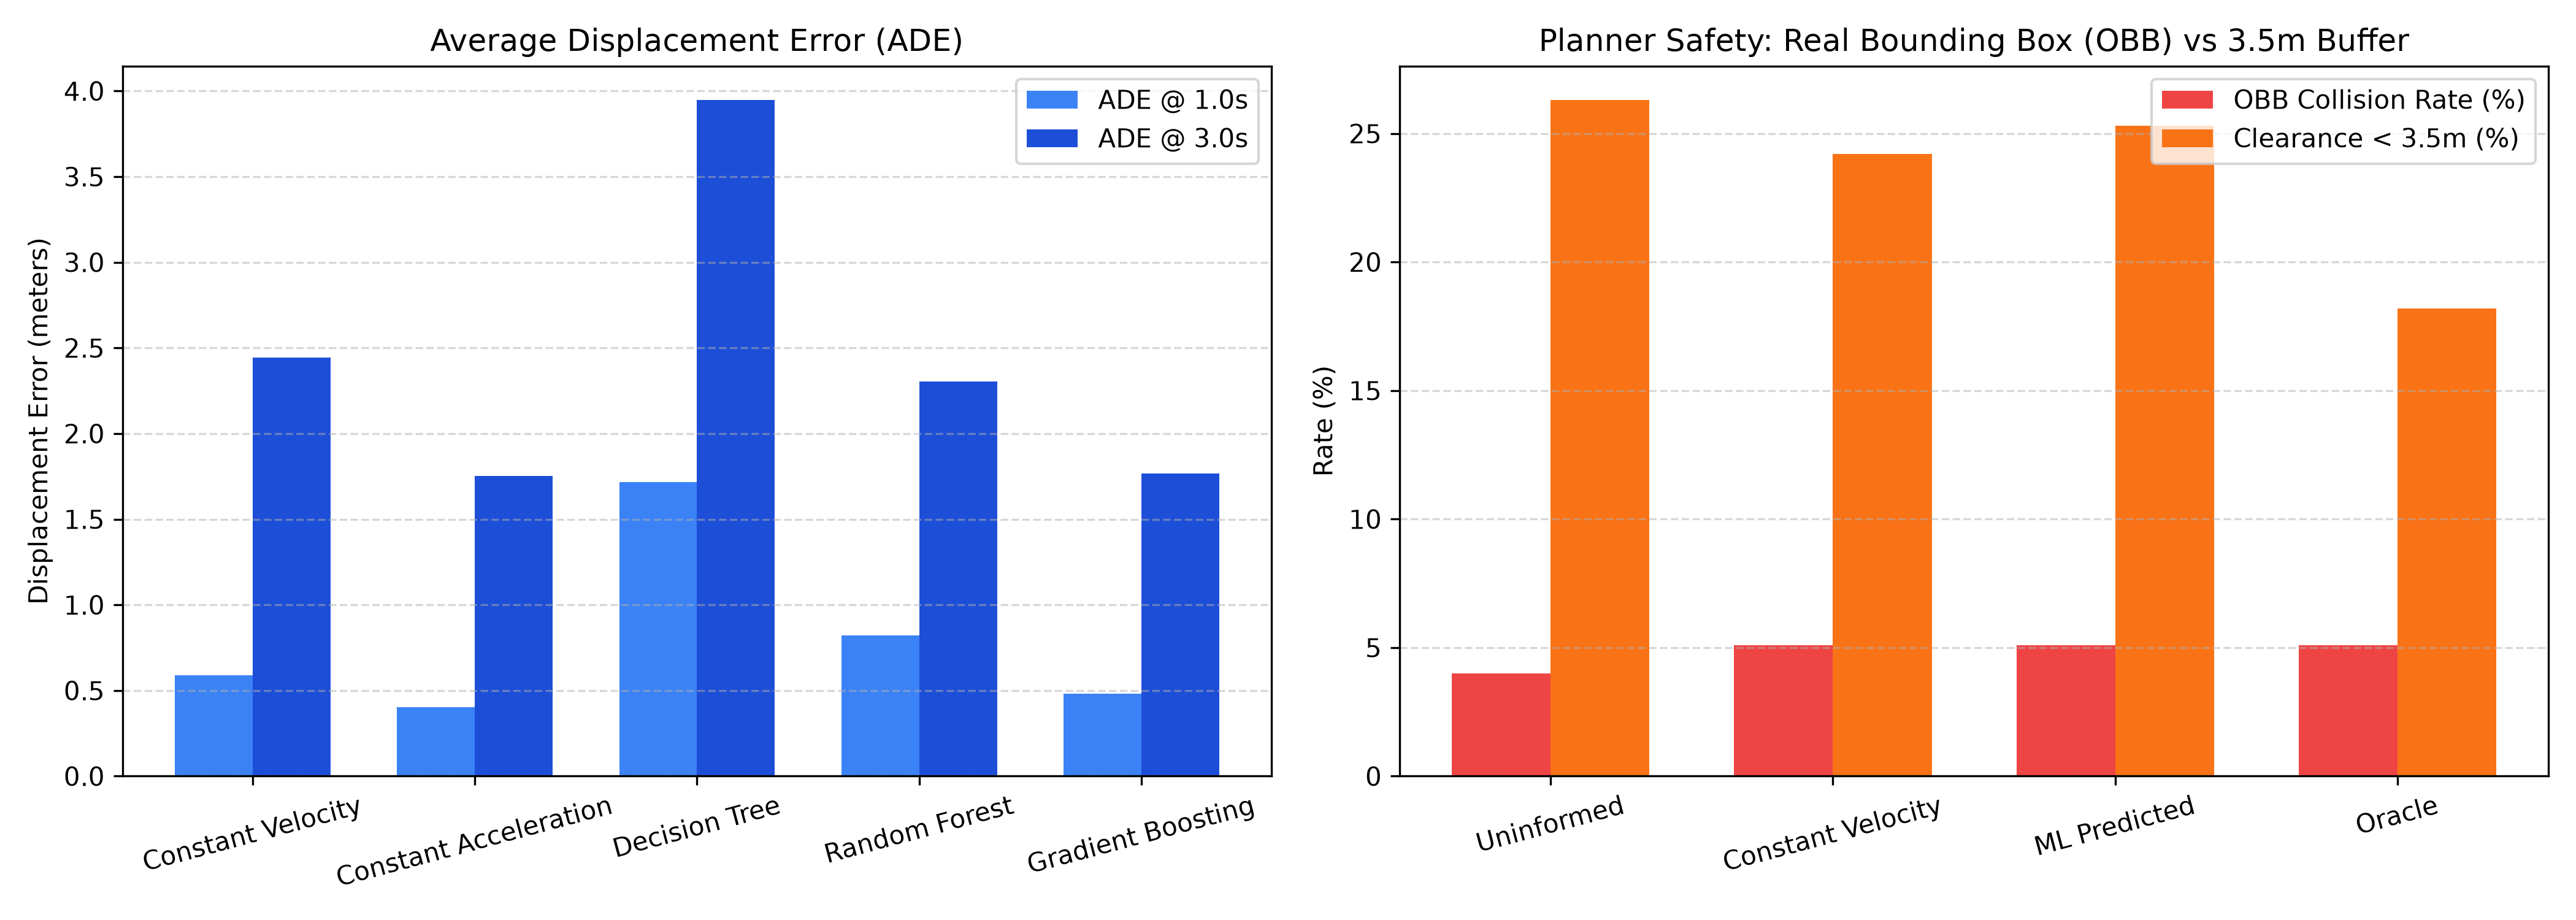 Average Displacement Error (ADE)
Displacement Error (meters)
4.0
3.5
3.0
2.5
2.0
1.5
1.0
0.5
0.0
ADE @ 1.0s
ADE @ 3.0s
Constant Velocity
Constant Acceleration
Decision Tree
Random Forest
Gradient Boosting
Planner Safety: Real Bounding Box (OBB) vs 3.5m Buffer
Rate (%)
25
20
15
10
5
0
OBB Collision Rate (%)
Clearance < 3.5m (%)
Uninformed
Constant Velocity
ML Predicted
Oracle